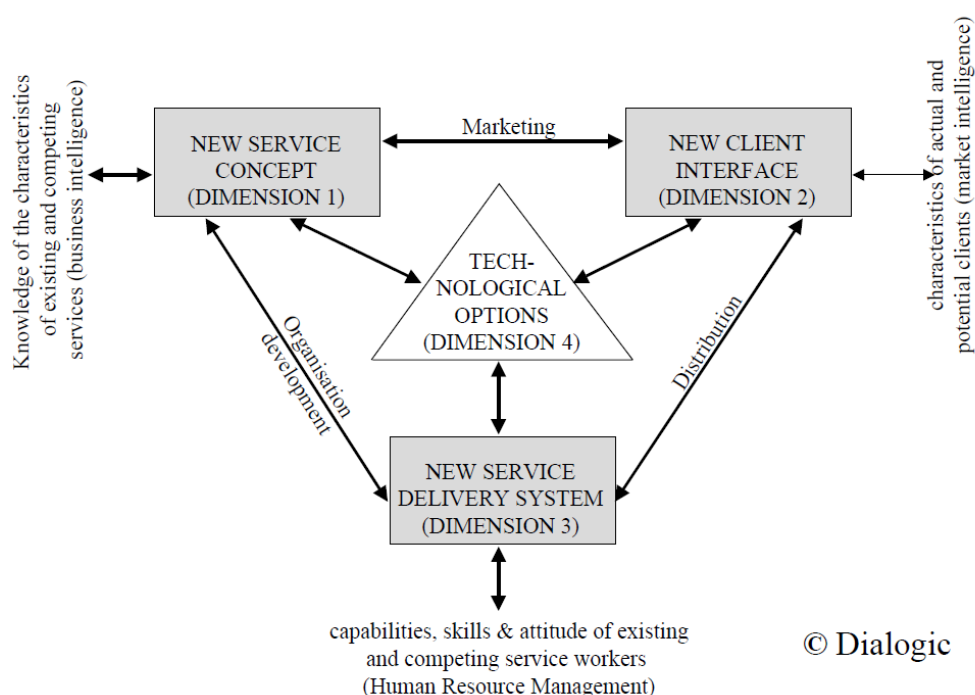 Knowledge of the characteristics
of existing and competing
services (business intelligence)
NEW SERVICE
CONCEPT
(DIMENSION 1)
Marketing
NEW CLIENT
INTERFACE
(DIMENSION 2)
characteristics of actual and
potential clients (market intelligence)
TECH-
NOLOGICAL
OPTIONS
(DIMENSION 4)
Organisation
development
Distribution
NEW SERVICE
DELIVERY SYSTEM
(DIMENSION 3)
capabilities, skills & attitude of existing
and competing service workers
(Human Resource Management)
© Dialogic